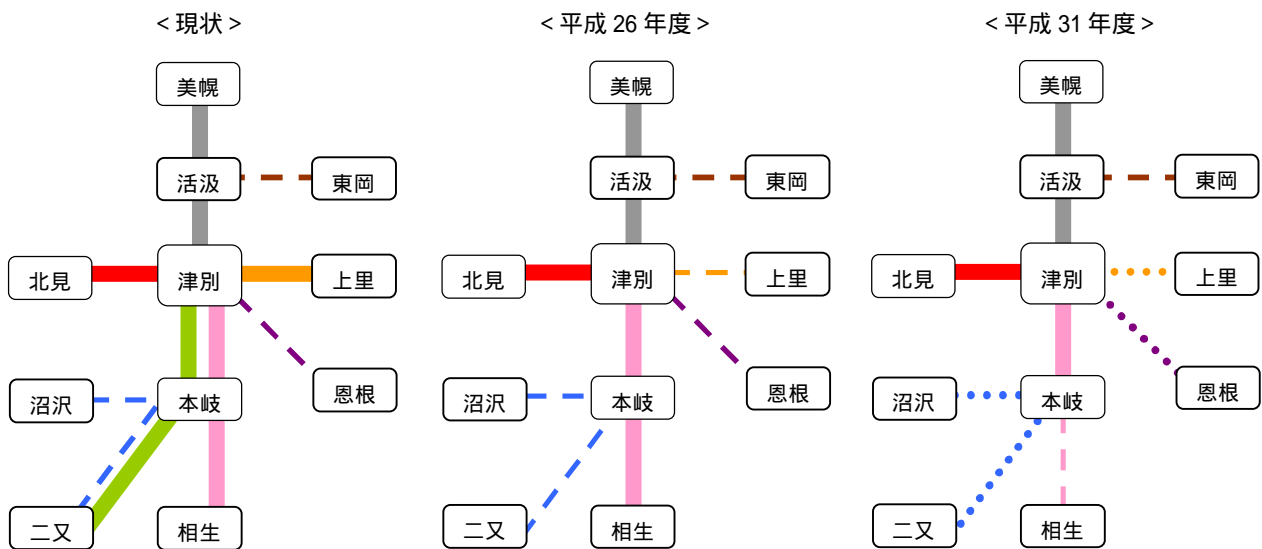 ＜現状＞
美幌
活汲
東岡
北見
津別
上里
恩根
沼沢
本岐
二又
相生
＜平成 26 年度＞
美幌
活汲
東岡
北見
津別
上里
恩根
沼沢
本岐
二又
相生
＜平成 31 年度＞
美幌
活汲
東岡
北見
津別
上里
恩根
沼沢
本岐
二又
相生